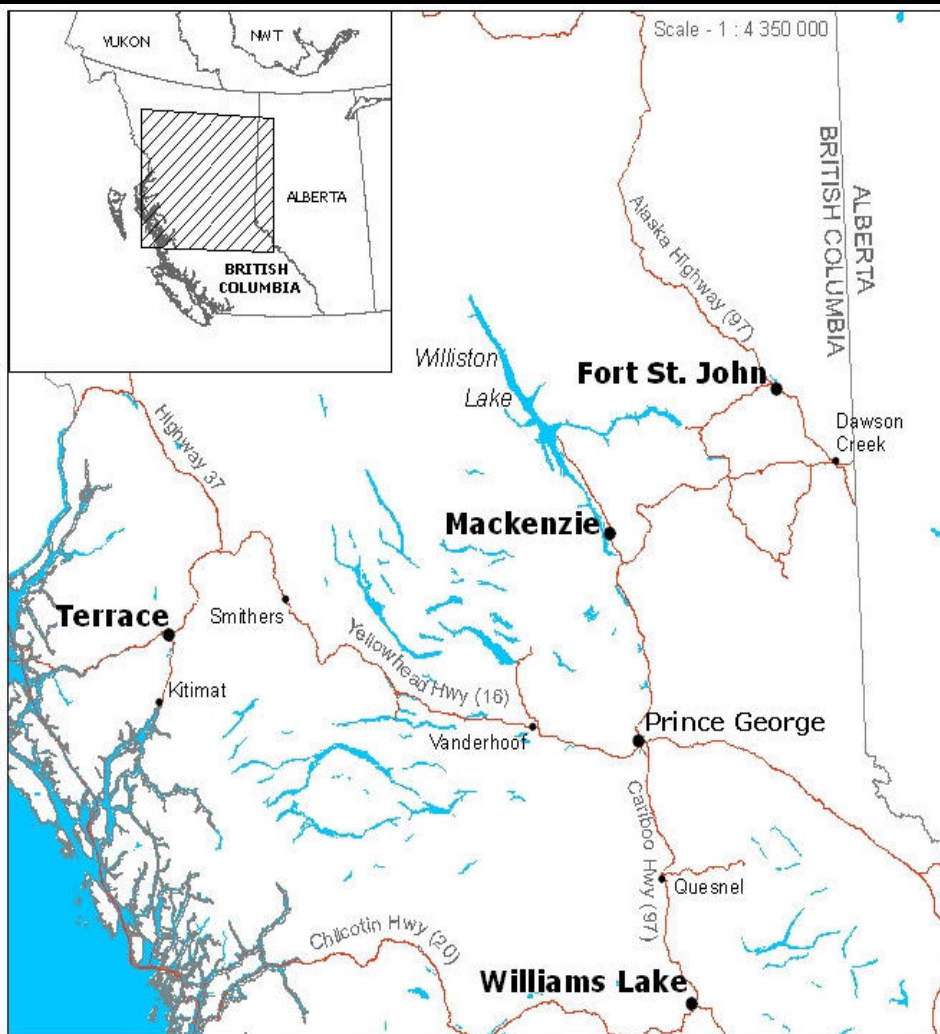 YUKON
NWT
ALBERTA
BRITISH
COLUMBIA
Scale - 1 : 4 350 000
ALBERTA
BRITISH COLUMBIA
Alaska Highway (97)
Williston
Lake
Fort St. John
Dawson
Creek
Highway 37
Mackenzie
Smithers
Terrace
Yellowhead Hwy (16)
Kitimat
Vanderhoof
Prince George
Cariboo Hwy (97)
Quesnel
Chilcotin Hwy (20)
Williams Lake